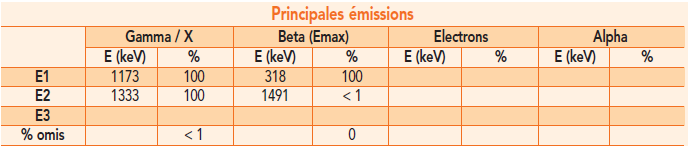 Principales émissions
Gamma / X Beta (Emax) Electrons Alpha
E (keV) % E (keV) % E (keV) % E (keV) %
E1 1173 100 318 100
E2 1333 100 1491 < 1
E3
% omis < 1 0